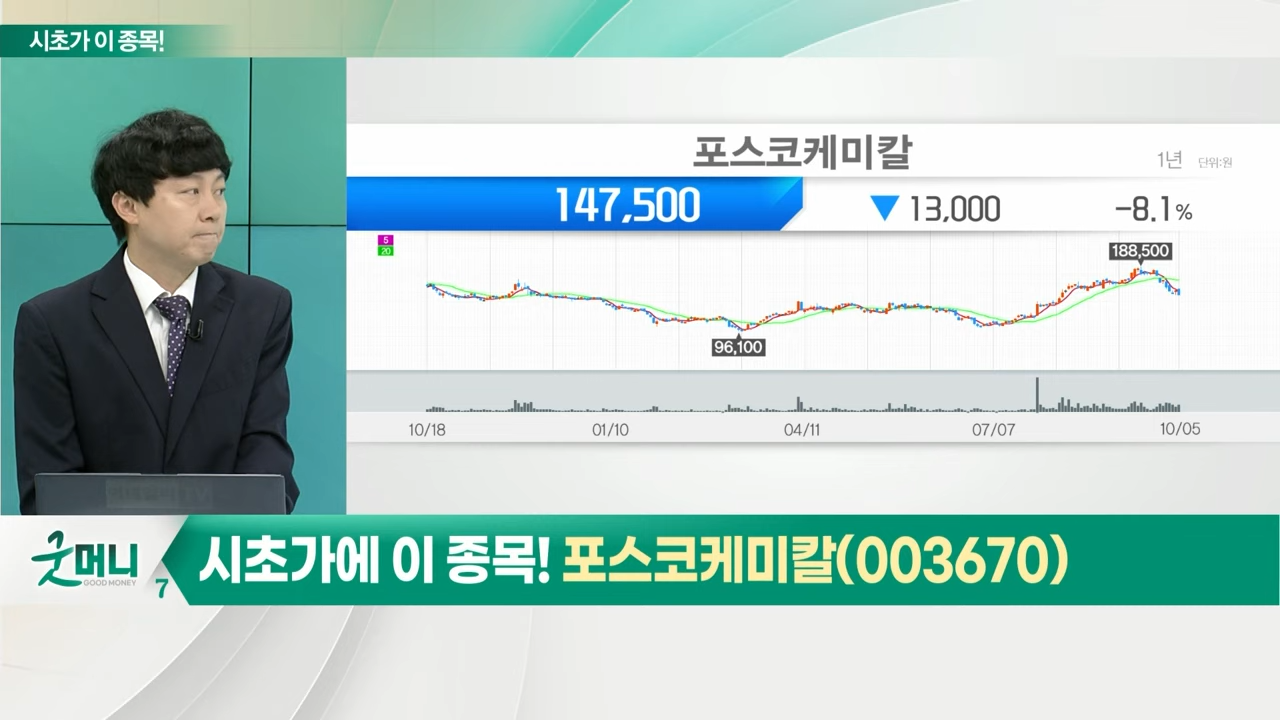 시초가 이 종목!
포스코케미칼
1년 단위:원
147,500 ▼ 13,000 -8.1%
5
20
188,500
96,100
10/18 01/10 04/11 07/07 10/05
굿머니 GOOD MONEY 7
시초가에 이 종목! 포스코케미칼(003670)